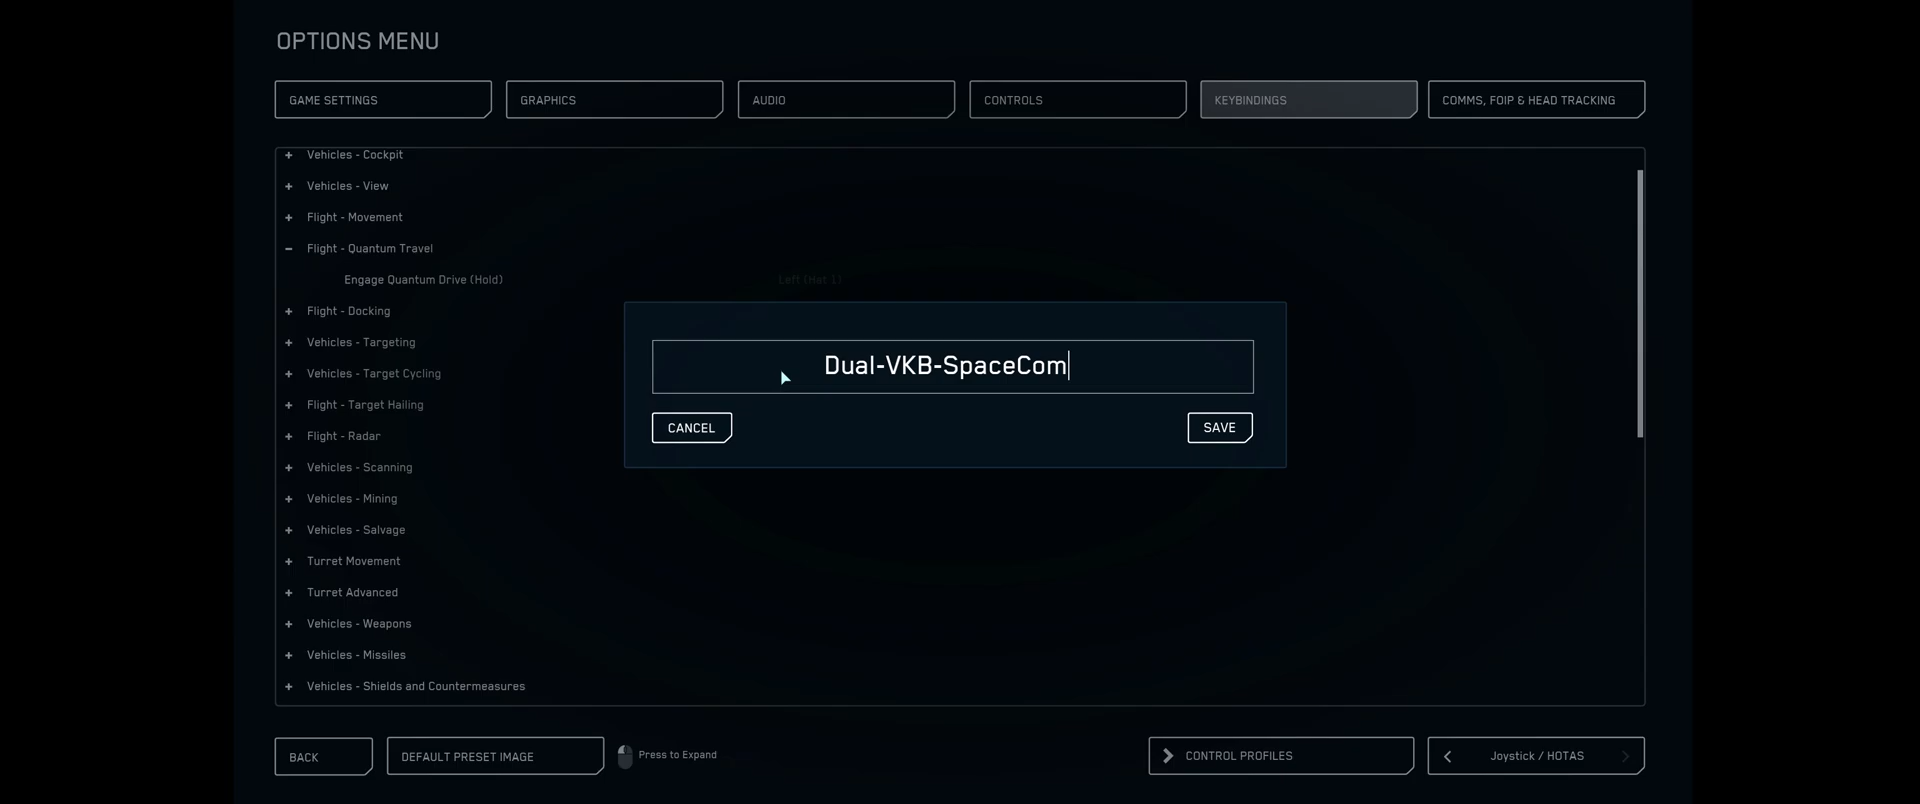 OPTIONS MENU
GAME SETTINGS
GRAPHICS
AUDIO
CONTROLS
KEYBINDINGS
COMMS, FOIP & HEAD TRACKING
+ Vehicles - Cockpit
+ Vehicles - View
+ Flight - Movement
− Flight - Quantum Travel
Engage Quantum Drive (Hold)
Left (Hat 1)
+ Flight - Docking
+ Vehicles - Targeting
+ Vehicles - Target Cycling
+ Flight - Target Hailing
+ Flight - Radar
+ Vehicles - Scanning
+ Vehicles - Mining
+ Vehicles - Salvage
+ Turret Movement
+ Turret Advanced
+ Vehicles - Weapons
+ Vehicles - Missiles
+ Vehicles - Shields and Countermeasures
Dual-VKB-SpaceCom
CANCEL
SAVE
BACK
DEFAULT PRESET IMAGE
Press to Expand
CONTROL PROFILES
Joystick / HOTAS